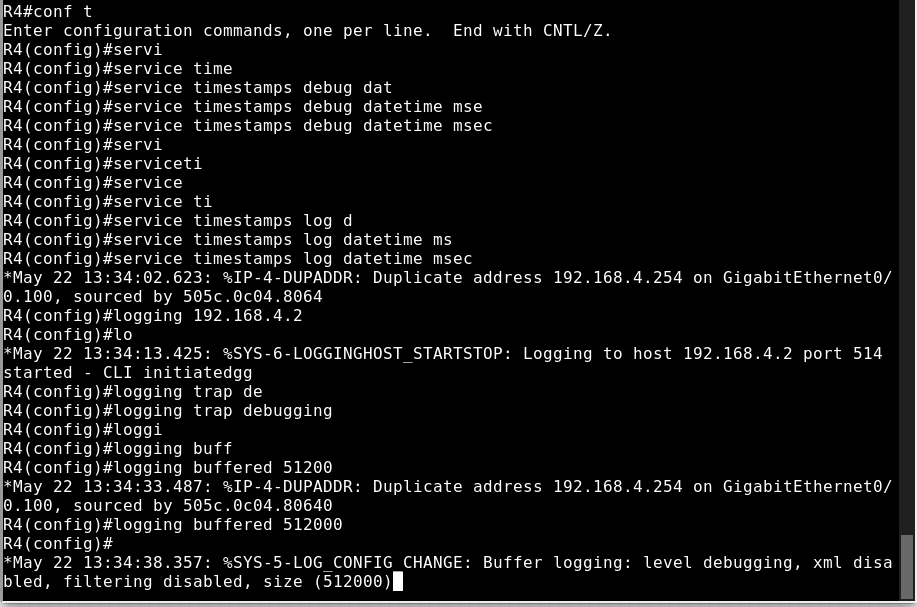 R4#conf t
Enter configuration commands, one per line.  End with CNTL/Z.
R4(config)#servi
R4(config)#service time
R4(config)#service timestamps debug dat
R4(config)#service timestamps debug datetime mse
R4(config)#service timestamps debug datetime msec
R4(config)#servi
R4(config)#serviceti
R4(config)#service
R4(config)#service ti
R4(config)#service timestamps log d
R4(config)#service timestamps log datetime ms
R4(config)#service timestamps log datetime msec
*May 22 13:34:02.623: %IP-4-DUPADDR: Duplicate address 192.168.4.254 on GigabitEthernet0/
0.100, sourced by 505c.0c04.8064
R4(config)#logging 192.168.4.2
R4(config)#lo
*May 22 13:34:13.425: %SYS-6-LOGGINGHOST_STARTSTOP: Logging to host 192.168.4.2 port 514
started - CLI initiatedgg
R4(config)#logging trap de
R4(config)#logging trap debugging
R4(config)#loggi
R4(config)#logging buff
R4(config)#logging buffered 51200
*May 22 13:34:33.487: %IP-4-DUPADDR: Duplicate address 192.168.4.254 on GigabitEthernet0/
0.100, sourced by 505c.0c04.80640
R4(config)#logging buffered 512000
R4(config)#
*May 22 13:34:38.357: %SYS-5-LOG_CONFIG_CHANGE: Buffer logging: level debugging, xml disa
bled, filtering disabled, size (512000)